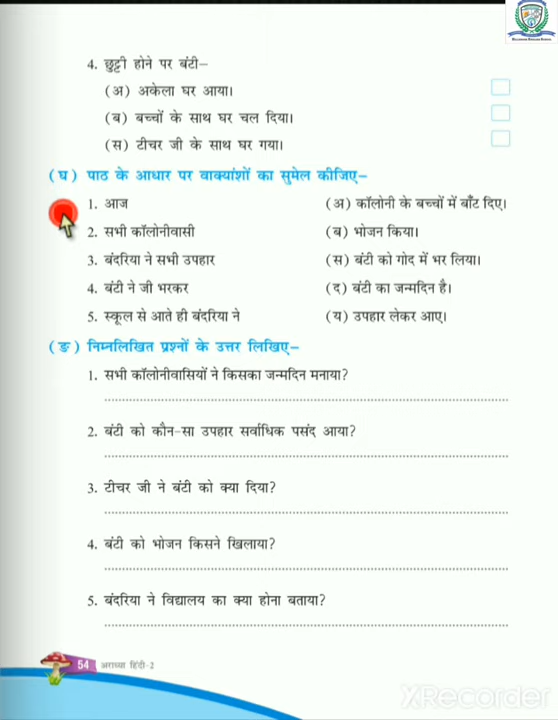 4. छुट्टी होने पर बंटी–
(अ) अकेला घर आया।
(ब) बच्चों के साथ घर चल दिया।
(स) टीचर जी के साथ घर गया।
(घ) पाठ के आधार पर वाक्यांशों का सुमेल कीजिए–
1. आज (अ) कॉलोनी के बच्चों में बाँट दिए।
2. सभी कॉलोनीवासी (ब) भोजन किया।
3. बंदरिया ने सभी उपहार (स) बंटी को गोद में भर लिया।
4. बंटी ने जी भरकर (द) बंटी का जन्मदिन है।
5. स्कूल से आते ही बंदरिया ने (य) उपहार लेकर आए।
(ङ) निम्नलिखित प्रश्नों के उत्तर लिखिए–
1. सभी कॉलोनीवासियों ने किसका जन्मदिन मनाया?
2. बंटी को कौन-सा उपहार सर्वाधिक पसंद आया?
3. टीचर जी ने बंटी को क्या दिया?
4. बंटी को भोजन किसने खिलाया?
5. बंदरिया ने विद्यालय का क्या होना बताया?
54 अराध्या हिंदी-2
XRecorder